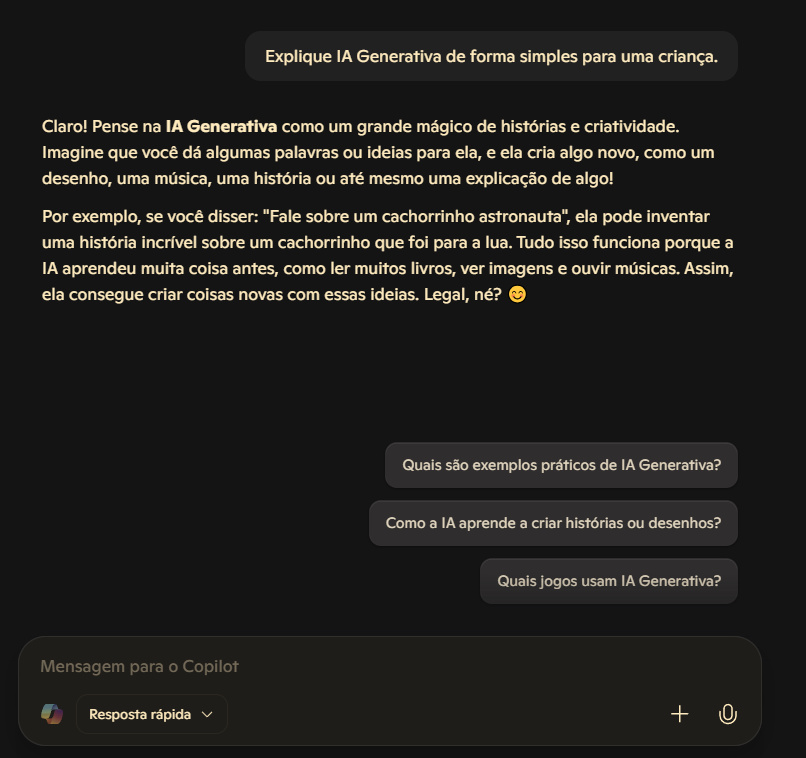 Explique IA Generativa de forma simples para uma criança.
Claro! Pense na IA Generativa como um grande mágico de histórias e criatividade.
Imagine que você dá algumas palavras ou ideias para ela, e ela cria algo novo, como um
desenho, uma música, uma história ou até mesmo uma explicação de algo!
Por exemplo, se você disser: "Fale sobre um cachorrinho astronauta", ela pode inventar
uma história incrível sobre um cachorrinho que foi para a lua. Tudo isso funciona porque a
IA aprendeu muita coisa antes, como ler muitos livros, ver imagens e ouvir músicas. Assim,
ela consegue criar coisas novas com essas ideias. Legal, né? 😊
Quais são exemplos práticos de IA Generativa?
Como a IA aprende a criar histórias ou desenhos?
Quais jogos usam IA Generativa?
Mensagem para o Copilot
Resposta rápida